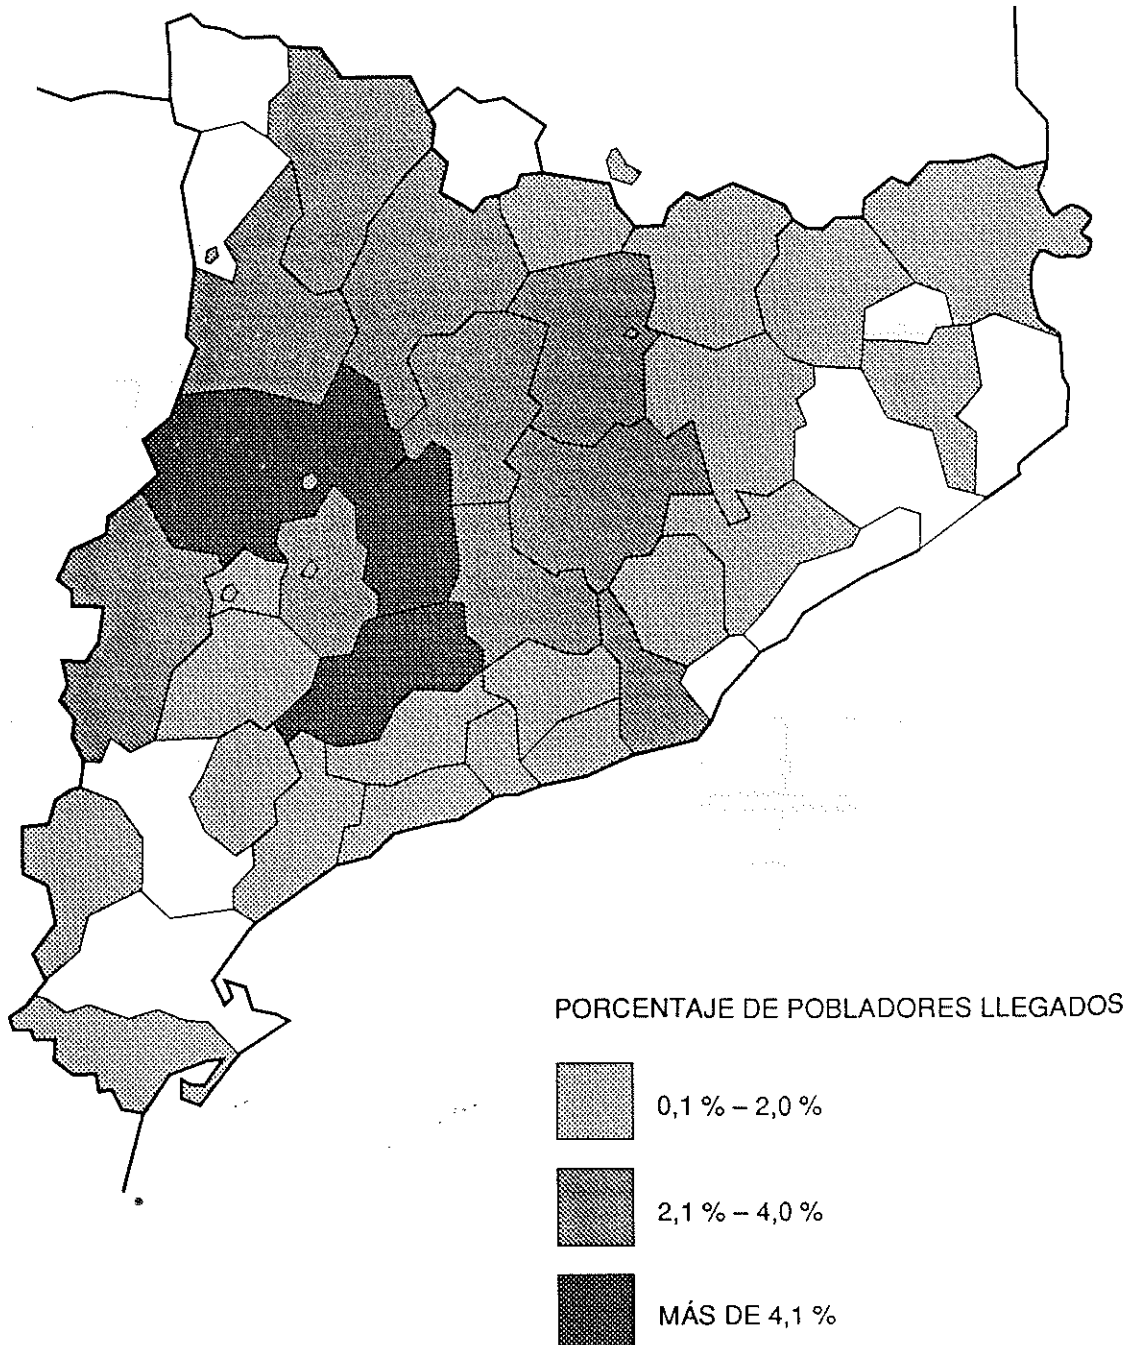 PORCENTAJE DE POBLADORES LLEGADOS
0,1 % – 2,0 %
2,1 % – 4,0 %
MÁS DE 4,1 %